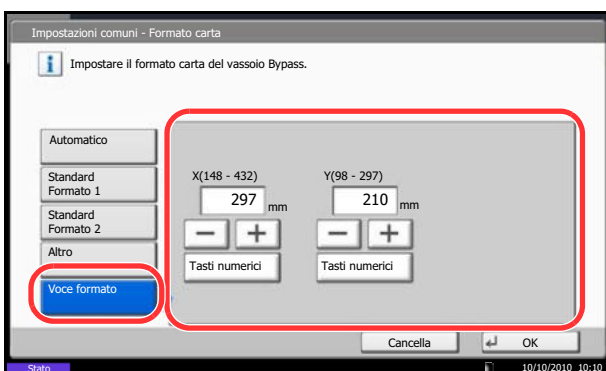 Impostazioni comuni - Formato carta
Impostare il formato carta del vassoio Bypass.
Automatico
Standard
Formato 1
Standard
Formato 2
Altro
Voce formato
X(148 - 432)
297 mm
Tasti numerici
Y(98 - 297)
210 mm
Tasti numerici
Cancella
OK
Stato
10/10/2010 10:10